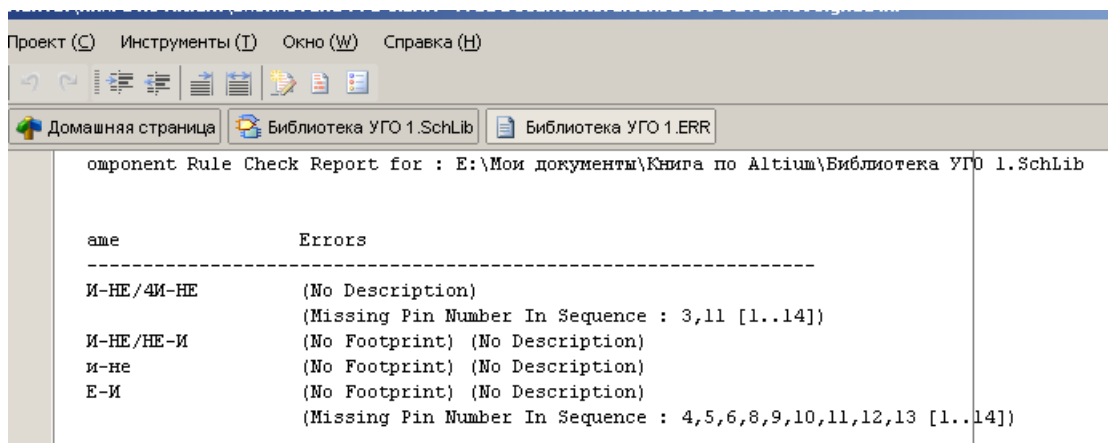 Проект (C) Инструменты (T) Окно (W) Справка (H)
Домашняя страница Библиотека УГО 1.SchLib Библиотека УГО 1.ERR
omponent Rule Check Report for : E:\Мои документы\Книга по Altium\Библиотека УГО 1.SchLib
ame Errors
----------------------------------------------------------------
И-НЕ/4И-НЕ (No Description)
(Missing Pin Number In Sequence : 3,11 [1..14])
И-НЕ/НЕ-И (No Footprint) (No Description)
и-не (No Footprint) (No Description)
Е-И (No Footprint) (No Description)
(Missing Pin Number In Sequence : 4,5,6,8,9,10,11,12,13 [1..14])